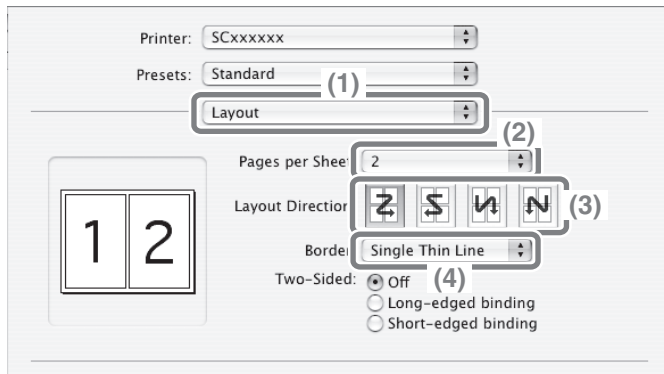 Printer: SCxxxxxx
Presets: Standard
(1)
Layout
(2)
Pages per Sheet 2
Layout Direction (3)
Border Single Thin Line
Two-Sided: Off (4)
Long-edged binding
Short-edged binding
1 2